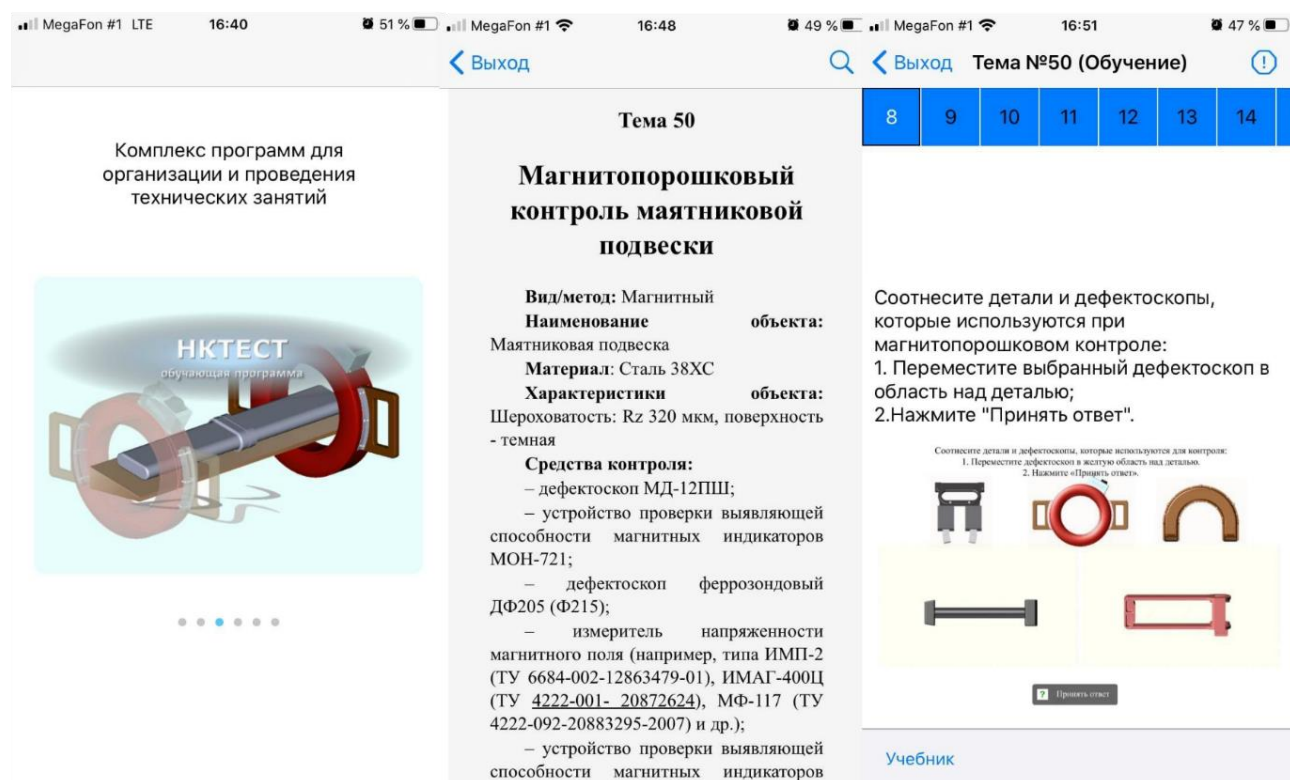 MegaFon #1 LTE 16:40 51 %
Комплекс программ для
организации и проведения
технических занятий
НКТЕСТ
обучающая программа
MegaFon #1 16:48 49 %
Выход
Тема 50
Магнитопорошковый
контроль маятниковой
подвески
Вид/метод: Магнитный
Наименование объекта:
Маятниковая подвеска
Материал: Сталь 38ХС
Характеристики объекта:
Шероховатость: Rz 320 мкм, поверхность
- темная
Средства контроля:
– дефектоскоп МД-12ПШ;
– устройство проверки выявляющей
способности магнитных индикаторов
МОН-721;
– дефектоскоп феррозондовый
ДФ205 (Ф215);
– измеритель напряженности
магнитного поля (например, типа ИМП-2
(ТУ 6684-002-12863479-01), ИМАГ-400Ц
(ТУ 4222-001- 20872624), МФ-117 (ТУ
4222-092-20883295-2007) и др.);
– устройство проверки выявляющей
способности магнитных индикаторов
MegaFon #1 16:51 47 %
Выход Тема №50 (Обучение)
8 9 10 11 12 13 14
Соотнесите детали и дефектоскопы,
которые используются при
магнитопорошковом контроле:
1. Переместите выбранный дефектоскоп в
область над деталью;
2.Нажмите "Принять ответ".
Соотнесите детали и дефектоскопы, которые используются для контроля:
1. Переместите дефектоскоп в желтую область над деталью.
2. Нажмите «Принять ответ».
? Принять ответ
Учебник